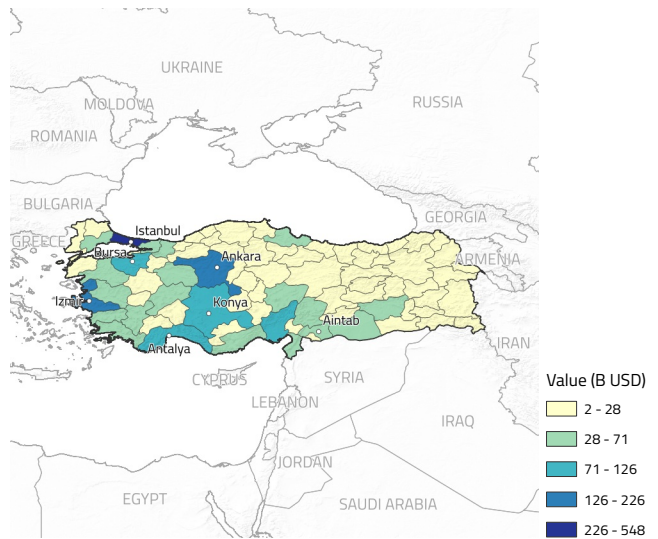 UKRAINE
MOLDOVA
RUSSIA
ROMANIA
BULGARIA
GEORGIA
Istanbul
GREECE
Bursa
Ankara
ARMENIA
Izmir
Konya
Aintab
Antalya
IRAN
CYPRUS
SYRIA
LEBANON
IRAQ
JORDAN
EGYPT
SAUDI ARABIA
Value (B USD)
2 - 28
28 - 71
71 - 126
126 - 226
226 - 548